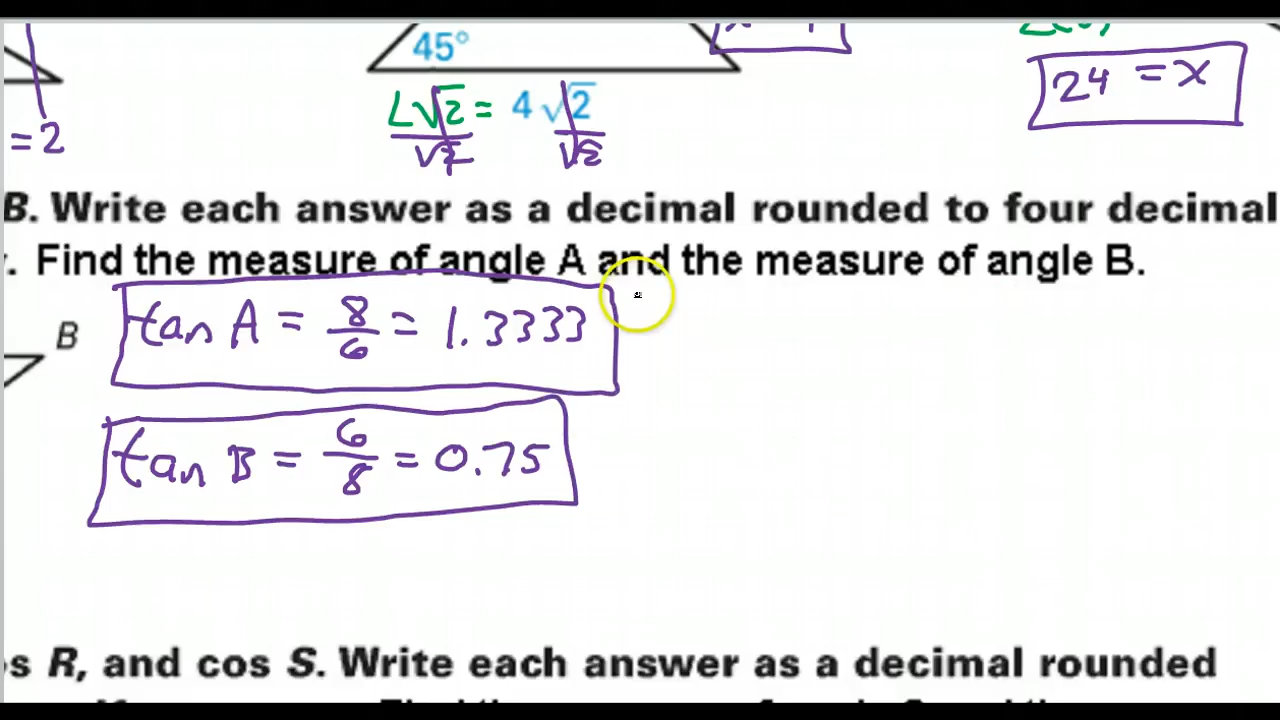 45°
24 = x
= 2
L√2 = 4 √2
√2 √2
B. Write each answer as a decimal rounded to four decimal
. Find the measure of angle A and the measure of angle B.
tan A = 8/6 = 1.3333
B
tan B = 6/8 = 0.75
os R, and cos S. Write each answer as a decimal rounded